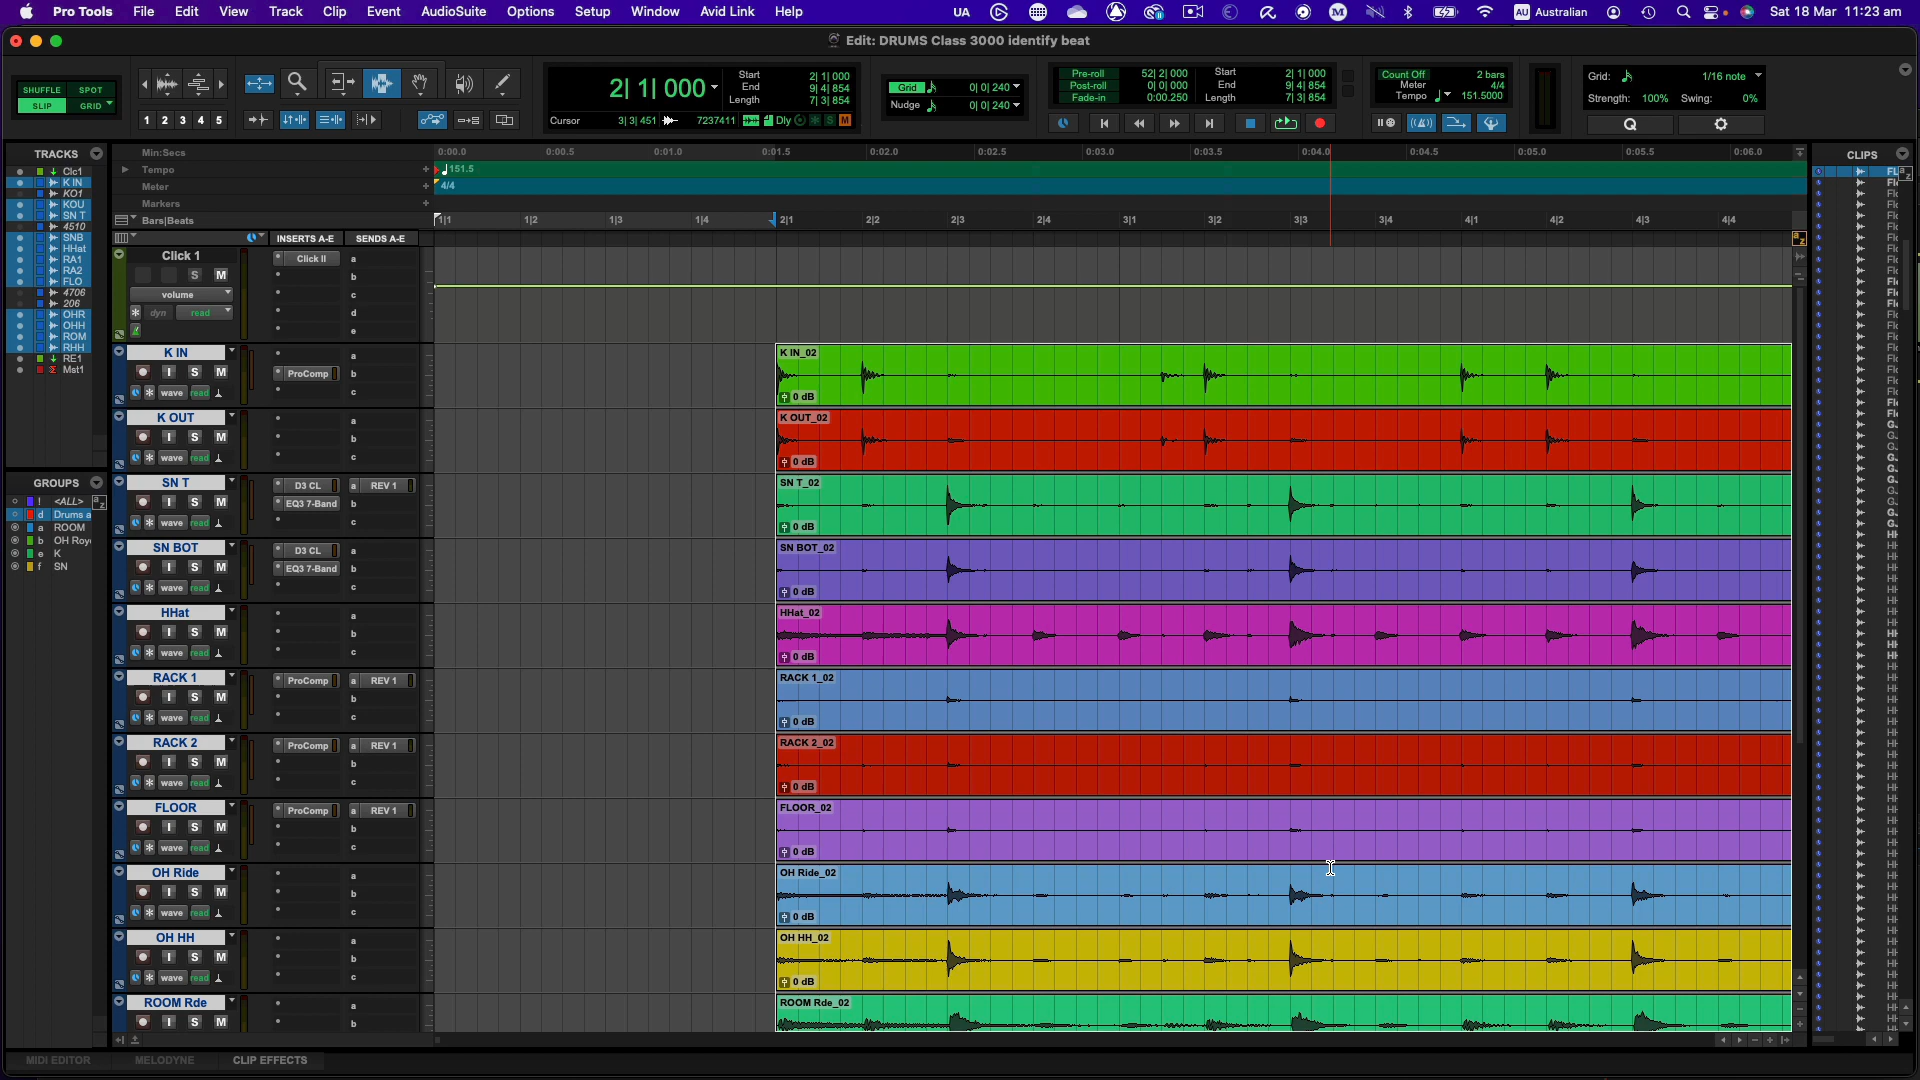 Pro Tools File Edit View Track Clip Event AudioSuite Options Setup Window Avid Link Help UA AU Australian Sat 18 Mar 11:23 am
Edit: DRUMS Class 3000 identify beat
SHUFFLE SPOT
SLIP GRID
1 2 3 4 5
2| 1| 000
Start 2| 1| 000
End 9| 4| 854
Length 7| 3| 854
Cursor 3| 3| 451 7237411 Dly S M
Grid 0| 0| 240
Nudge 0| 0| 240
Pre-roll 52| 2| 000
Post-roll 0| 0| 000
Fade-in 0:00.250
Start 2| 1| 000
End 9| 4| 854
Length 7| 3| 854
Count Off 2 bars
Meter 4/4
Tempo 151.5000
Grid: 1/16 note
Strength: 100% Swing: 0%
Q
TRACKS
Clc1
K IN
KO1
KOU
SN T
4510
SNB
HHat
RA1
RA2
FLO
4706
206
OHR
OHH
ROM
RHH
RE1
Mst1
GROUPS
! <ALL>
d Drums a
a ROOM
b OH Roy
e K
f SN
Min:Secs 0:00.0 0:00.5 0:01.0 0:01.5 0:02.0 0:02.5 0:03.0 0:03.5 0:04.0 0:04.5 0:05.0 0:05.5 0:06.0
Tempo 151.5
Meter 4/4
Markers
Bars|Beats 1|1 1|2 1|3 1|4 2|1 2|2 2|3 2|4 3|1 3|2 3|3 3|4 4|1 4|2 4|3 4|4
INSERTS A-E SENDS A-E
Click 1 Click II a
S M b
volume c
dyn read d
e
K IN a K IN_02
I S M ProComp b
wave read c 0 dB
K OUT a K OUT_02
I S M b
wave read c 0 dB
SN T D3 CL a REV 1 SN T_02
I S M EQ3 7-Band b
wave read c 0 dB
SN BOT D3 CL a SN BOT_02
I S M EQ3 7-Band b
wave read c 0 dB
HHat a HHat_02
I S M b
wave read c 0 dB
RACK 1 ProComp a REV 1 RACK 1_02
I S M b
wave read c 0 dB
RACK 2 ProComp a REV 1 RACK 2_02
I S M b
wave read c 0 dB
FLOOR ProComp a REV 1 FLOOR_02
I S M b
wave read c 0 dB
OH Ride a OH Ride_02
I S M b
wave read c 0 dB
OH HH a OH HH_02
I S M b
wave read c 0 dB
ROOM Rde a ROOM Rde_02
I S M b
CLIPS
MIDI EDITOR MELODYNE CLIP EFFECTS